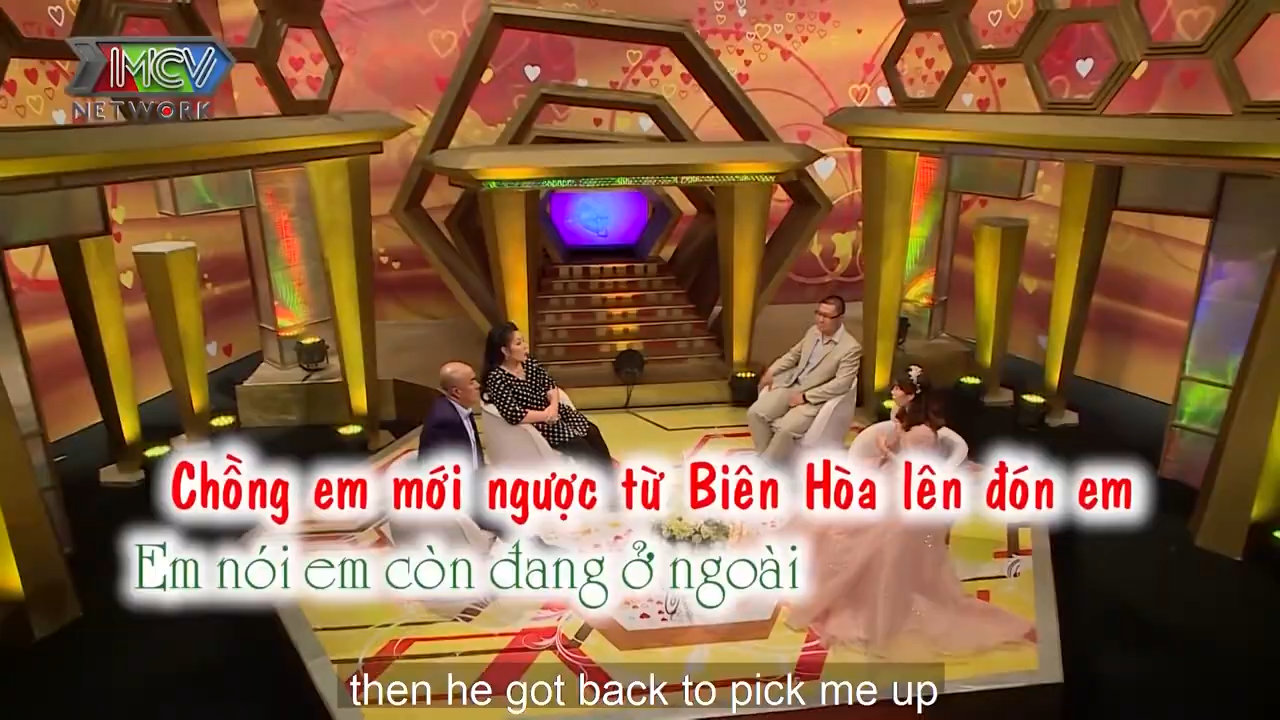 MCV
NETWORK
Chồng em mới ngược từ Biên Hòa lên đón em
Em nói em còn đang ở ngoài
then he got back to pick me up